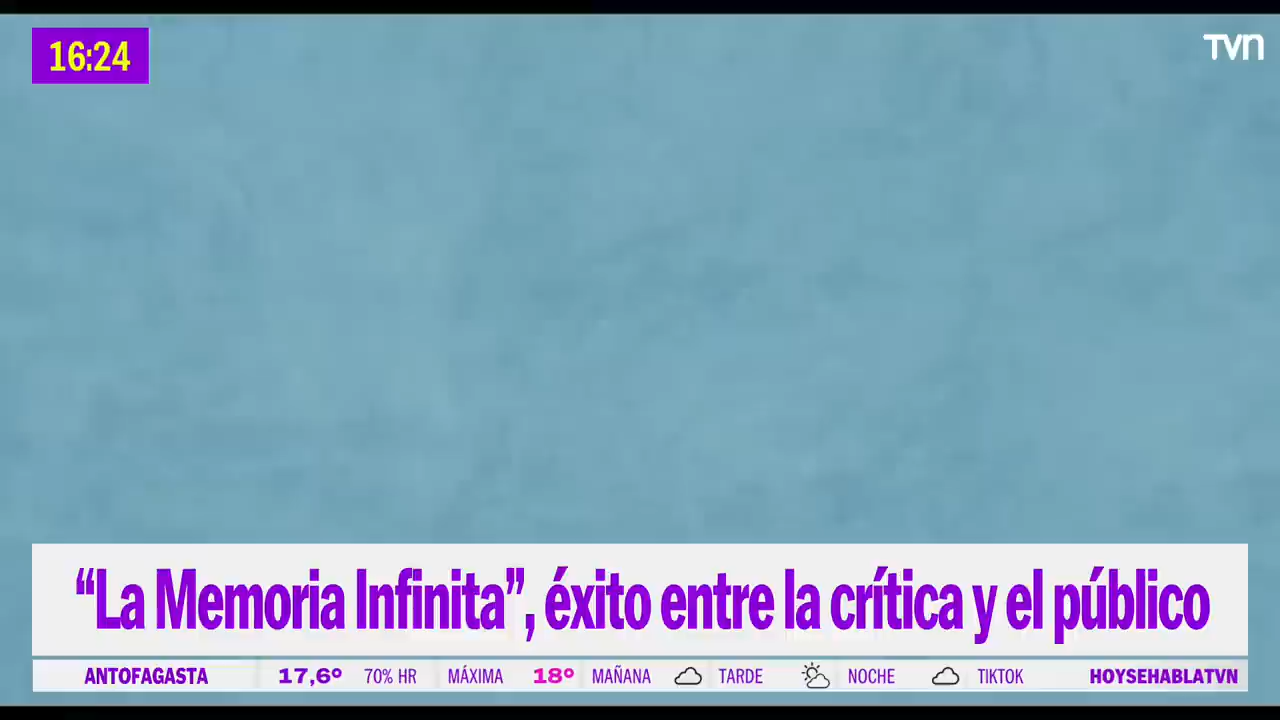 16:24
TVN
“La Memoria Infinita”, éxito entre la crítica y el público
ANTOFAGASTA 17,6° 70% HR MÁXIMA 18° MAÑANA TARDE NOCHE TIKTOK HOYSEHABLATVN